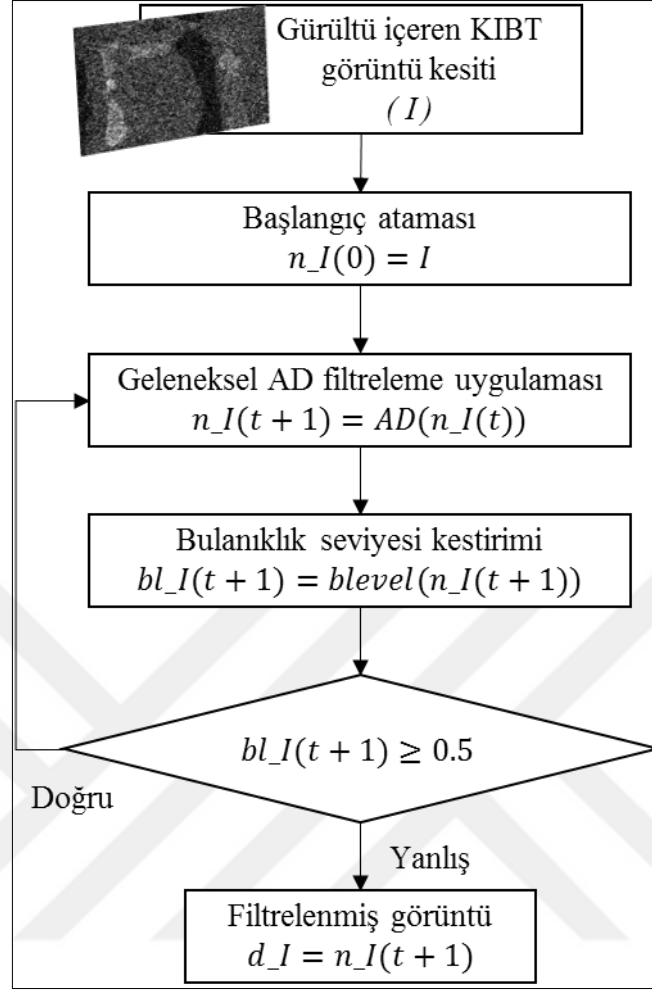 Gürültü içeren KIBT
görüntü kesiti
(I)
Başlangıç ataması
n_I(0) = I
Geleneksel AD filtreleme uygulaması
n_I(t + 1) = AD(n_I(t))
Bulanıklık seviyesi kestirimi
bl_I(t + 1) = blevel(n_I(t + 1))
bl_I(t + 1) ≥ 0.5
Doğru
Yanlış
Filtrelenmiş görüntü
d_I = n_I(t + 1)